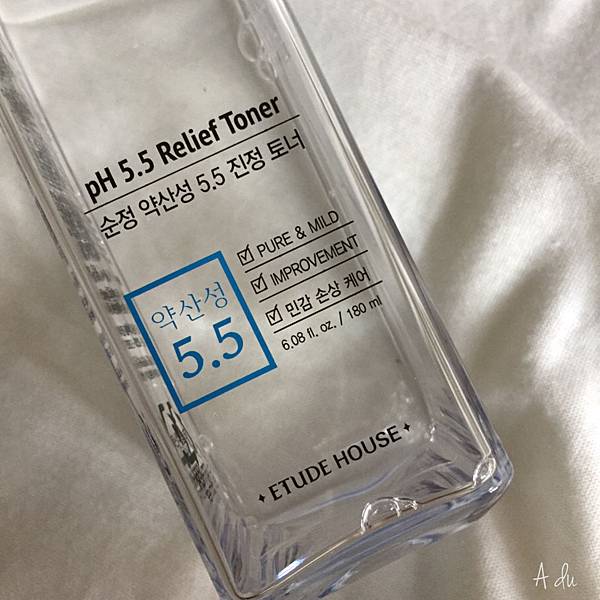 pH 5.5 Relief Toner
순정 약산성 5.5 진정 토너
약산성
5.5
PURE & MILD
IMPROVEMENT
민감 손상 케어
6.08 fl. oz. / 180 ml
ETUDE HOUSE
A du